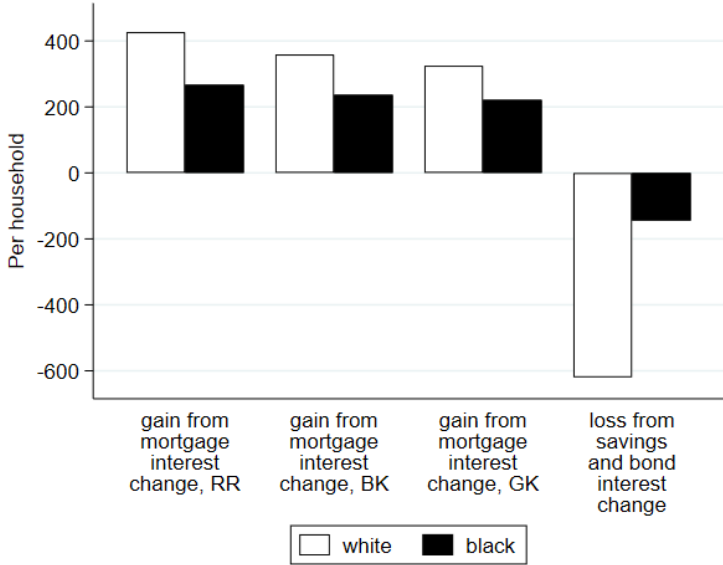 Per household
400
200
0
-200
-400
-600
gain from
mortgage
interest
change, RR
gain from
mortgage
interest
change, BK
gain from
mortgage
interest
change, GK
loss from
savings
and bond
interest
change
white
black